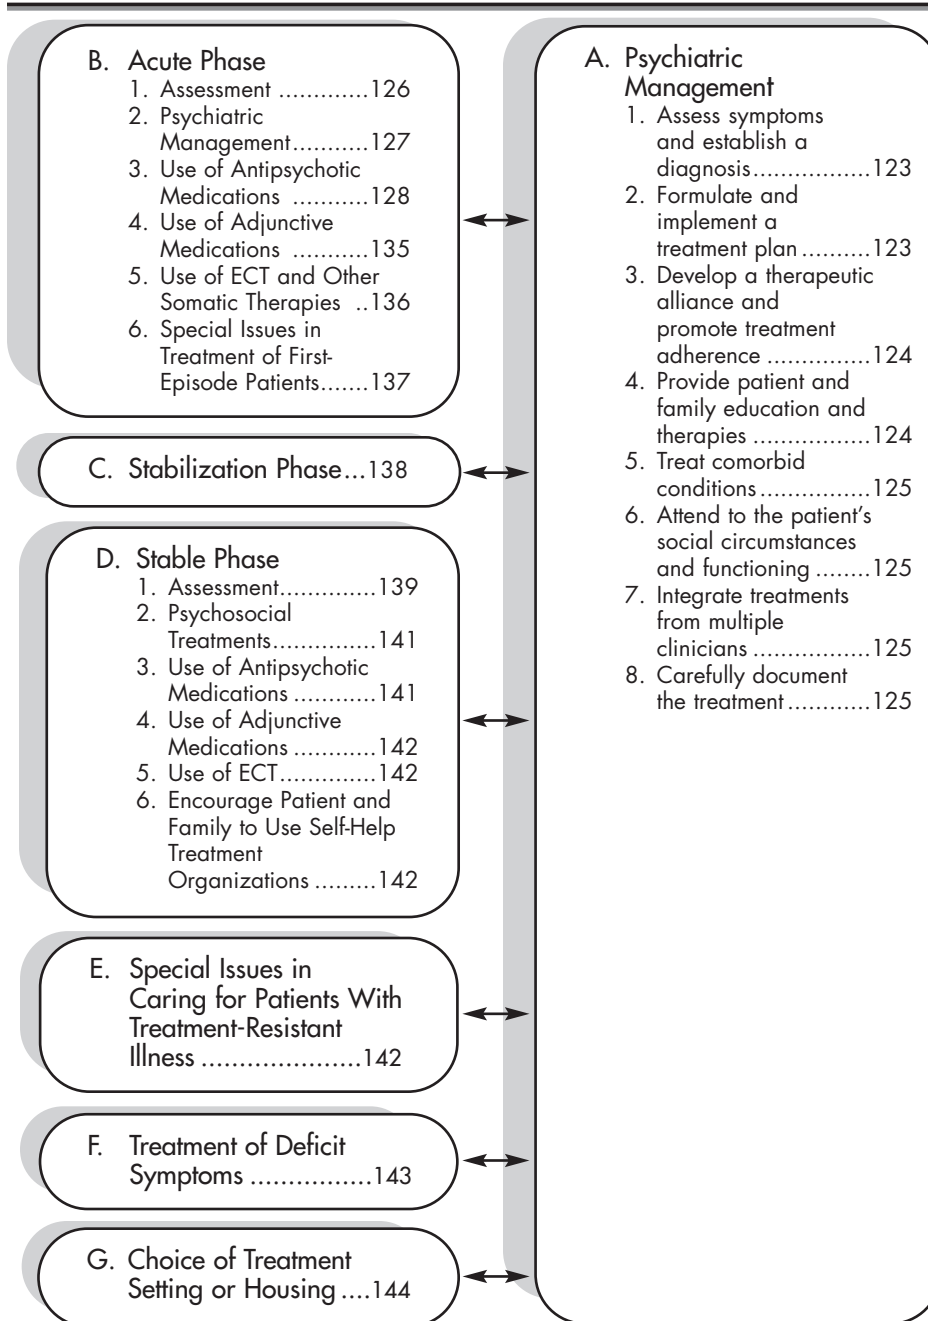 B. Acute Phase
1. Assessment .............126
2. Psychiatric
Management...........127
3. Use of Antipsychotic
Medications ...........128
4. Use of Adjunctive
Medications ...........135
5. Use of ECT and Other
Somatic Therapies ..136
6. Special Issues in
Treatment of First-
Episode Patients.......137
C. Stabilization Phase...138
D. Stable Phase
1. Assessment..............139
2. Psychosocial
Treatments...............141
3. Use of Antipsychotic
Medications ............141
4. Use of Adjunctive
Medications ............142
5. Use of ECT..............142
6. Encourage Patient and
Family to Use Self-Help
Treatment
Organizations .........142
E. Special Issues in
Caring for Patients With
Treatment-Resistant
Illness .....................142
F. Treatment of Deficit
Symptoms ................143
G. Choice of Treatment
Setting or Housing ....144
A. Psychiatric
Management
1. Assess symptoms
and establish a
diagnosis.................123
2. Formulate and
implement a
treatment plan ..........123
3. Develop a therapeutic
alliance and
promote treatment
adherence ...............124
4. Provide patient and
family education and
therapies .................124
5. Treat comorbid
conditions................125
6. Attend to the patient's
social circumstances
and functioning ........125
7. Integrate treatments
from multiple
clinicians .................125
8. Carefully document
the treatment............125